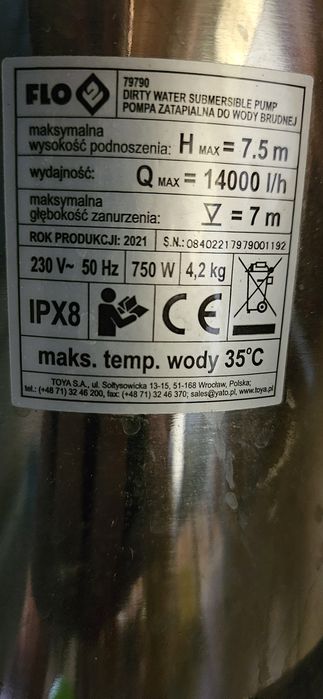 FLO
79790
DIRTY WATER SUBMERSIBLE PUMP
POMPA ZATAPIALNA DO WODY BRUDNEJ
maksymalna
wysokość podnoszenia: H MAX = 7.5 m
wydajność: Q MAX = 14000 l/h
maksymalna
głębokość zanurzenia: = 7 m
ROK PRODUKCJI: 2021 S.N.: 08402217979001192
230 V~ 50 Hz 750 W 4,2 kg
IPX8 CE
maks. temp. wody 35°C
TOYA S.A., ul. Sołtysowicka 13-15, 51-168 Wrocław, Polska;
tel.: (+48 71) 32 46 200, fax: (+48 71) 32 46 370; sales@yato.pl, www.toya.pl